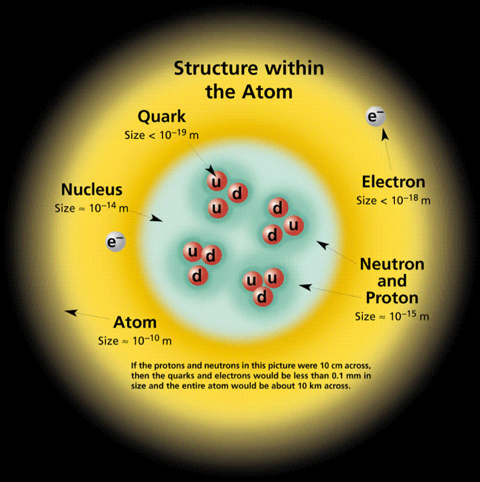 Structure within
the Atom
Quark
Size < 10⁻¹⁹ m
e⁻
Electron
Size < 10⁻¹⁸ m
Nucleus
Size ≈ 10⁻¹⁴ m
e⁻
u
d
u
d
u
d
u
d
d
u
u
d
Neutron
and
Proton
Size ≈ 10⁻¹⁵ m
Atom
Size ≈ 10⁻¹⁰ m
If the protons and neutrons in this picture were 10 cm across,
then the quarks and electrons would be less than 0.1 mm in
size and the entire atom would be about 10 km across.